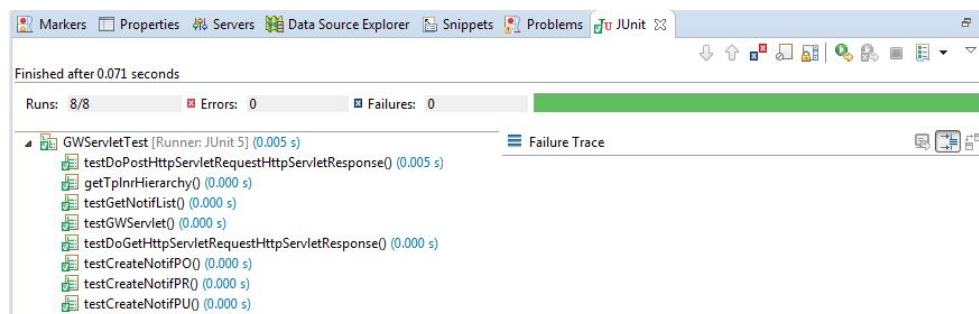 Markers Properties Servers Data Source Explorer Snippets Problems JUnit
Finished after 0.071 seconds
Runs: 8/8 Errors: 0 Failures: 0
GWServletTest [Runner: JUnit 5] (0.005 s) Failure Trace
testDoPostHttpServletRequestHttpServletResponse() (0.005 s)
getTplnrHierarchy() (0.000 s)
testGetNotifList() (0.000 s)
testGWServlet() (0.000 s)
testDoGetHttpServletRequestHttpServletResponse() (0.000 s)
testCreateNotifPO() (0.000 s)
testCreateNotifPR() (0.000 s)
testCreateNotifPU() (0.000 s)